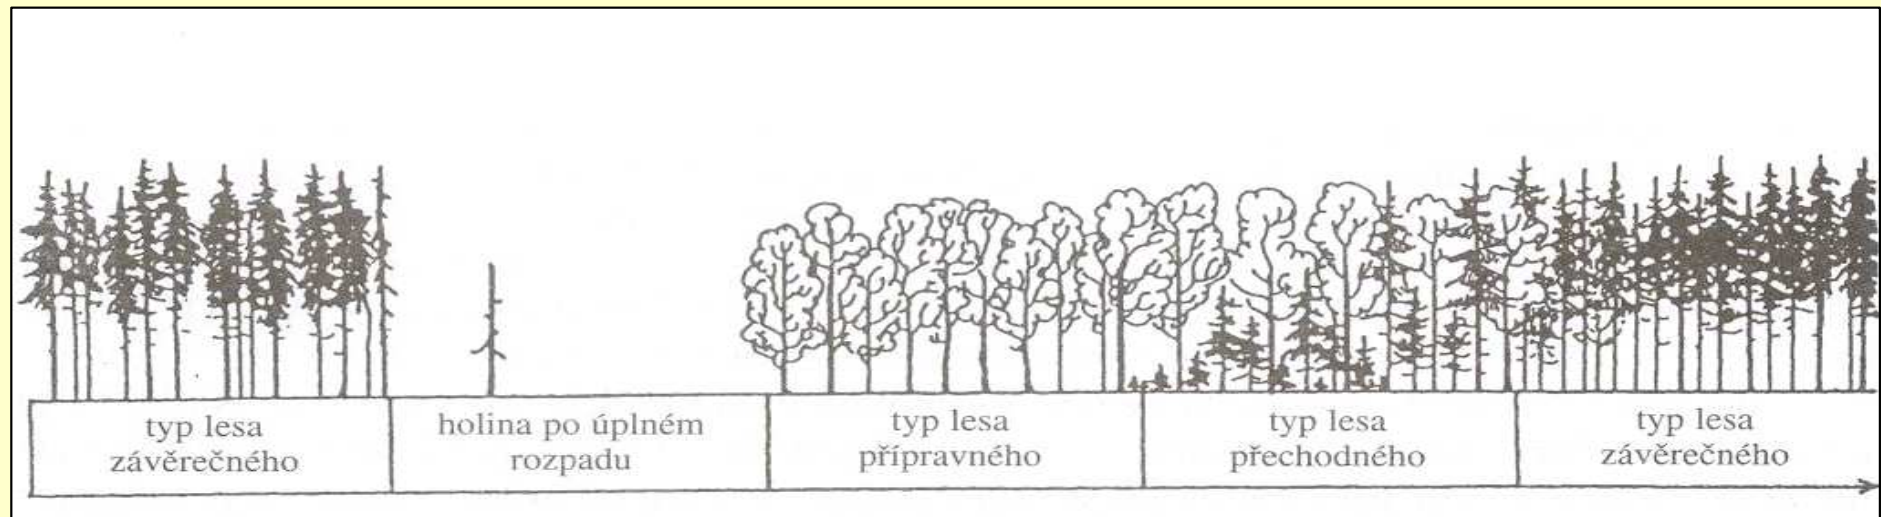 typ lesa
závěrečného
holina po úplném
rozpadu
typ lesa
přípravného
typ lesa
přechodného
typ lesa
závěrečného